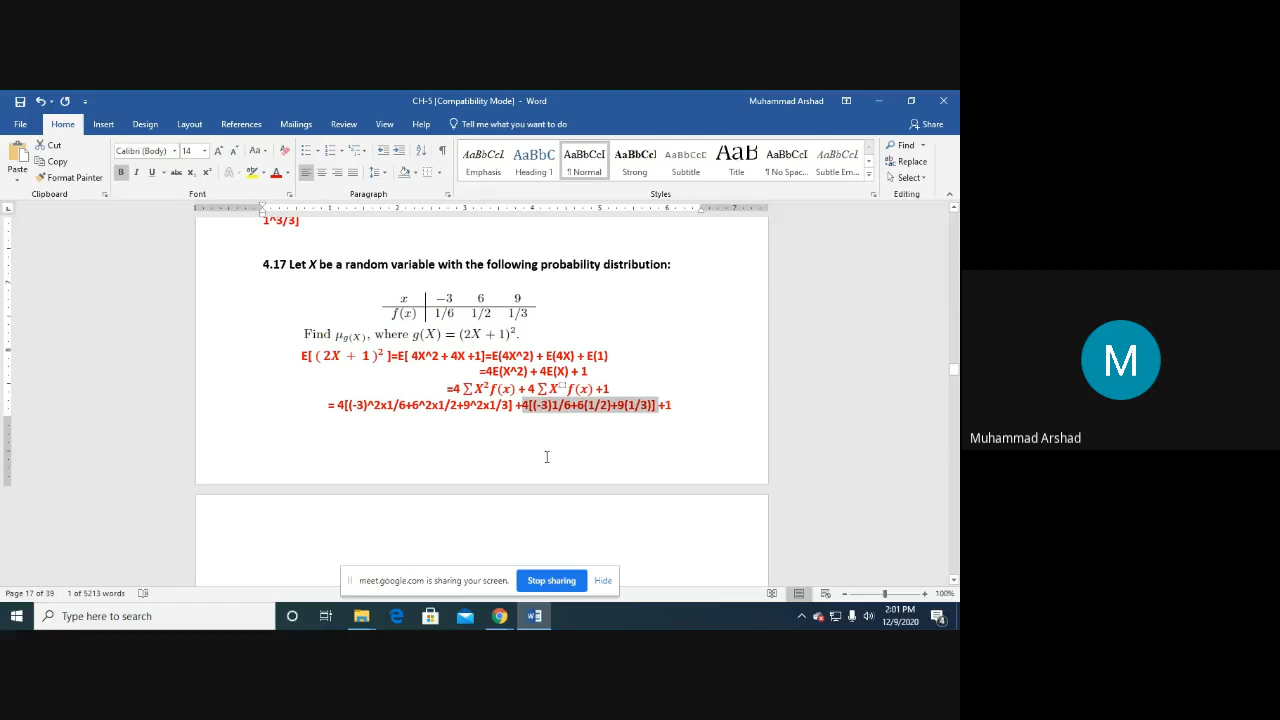 CH-5 [Compatibility Mode] - Word
Muhammad Arshad
File Home Insert Design Layout References Mailings Review View Help Tell me what you want to do Share
Paste
Cut
Copy
Format Painter
Clipboard
Calibri (Body) 14
Font
Paragraph
AaBbCcI Emphasis
AaBbC Heading 1
AaBbCcI ¶ Normal
AaBbCcI Strong
AaBbCcD Subtitle
AaB Title
AaBbCcI ¶ No Spac...
AaBbCcI Subtle Em...
Styles
Find
Replace
Select
Editing
1^3/3]
4.17 Let X be a random variable with the following probability distribution:
x −3 6 9
f(x) 1/6 1/2 1/3
Find μg(X), where g(X) = (2X + 1)².
E[ ( 2X + 1 )² ]=E[ 4X^2 + 4X +1]=E(4X^2) + E(4X) + E(1)
=4E(X^2) + 4E(X) + 1
=4 ∑ X² f(x) + 4 ∑ X f(x) +1
= 4[(-3)^2x1/6+6^2x1/2+9^2x1/3] +4[(-3)1/6+6(1/2)+9(1/3)] +1
meet.google.com is sharing your screen. Stop sharing Hide
Page 17 of 39 1 of 5213 words 100%
Type here to search
2:01 PM
12/9/2020
4
M
Muhammad Arshad